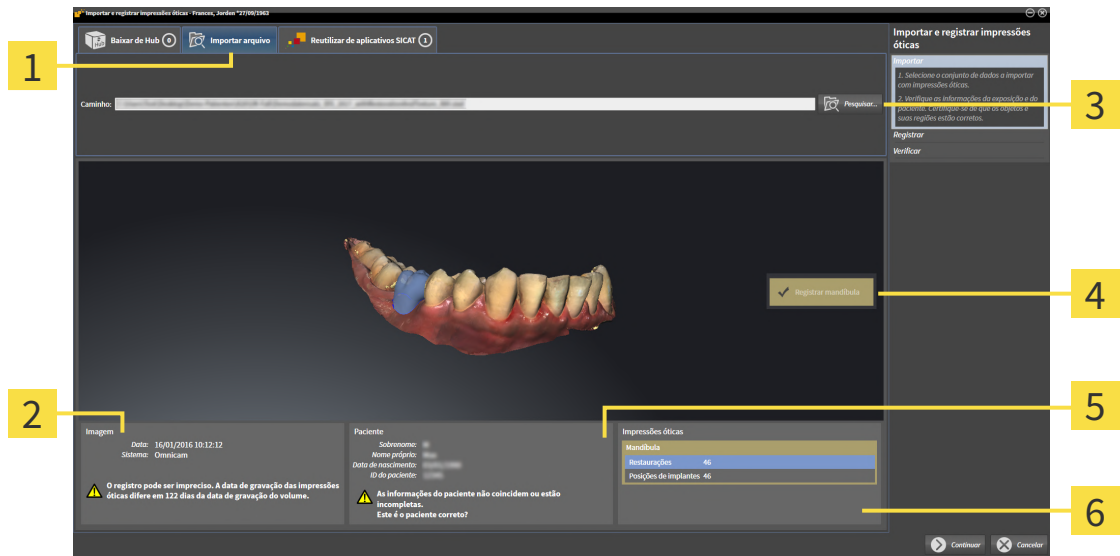 Importar e registrar impressões óticas - Frances, Jorden *27/09/1963
Baixar de Hub 0
Importar arquivo
Reutilizar de aplicativos SICAT 1
Importar e registrar impressões
óticas
Importar
1. Selecione o conjunto de dados a importar
com impressões óticas.
2. Verifique as informações da exposição e do
paciente. Certifique-se de que os objetos e
suas regiões estão corretos.
Registrar
Verificar
1
Caminho:
Pesquisar...
3
Registrar mandíbula
4
2
5
Imagem
Data: 16/01/2016 10:12:12
Sistema: Omnicam
O registro pode ser impreciso. A data de gravação das impressões
óticas difere em 122 dias da data de gravação do volume.
Paciente
Sobrenome:
Nome próprio:
Data de nascimento:
ID do paciente:
As informações do paciente não coincidem ou estão
incompletas.
Este é o paciente correto?
Impressões óticas
Mandíbula
Restaurações 46
Posições de implantes 46
6
Continuar
Cancelar